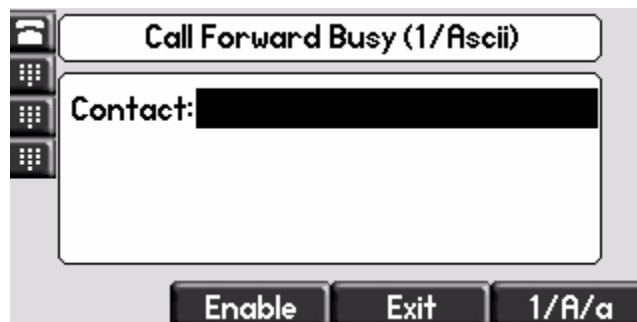 Call Forward Busy (1/Ascii)
Contact:
Enable Exit 1/A/a